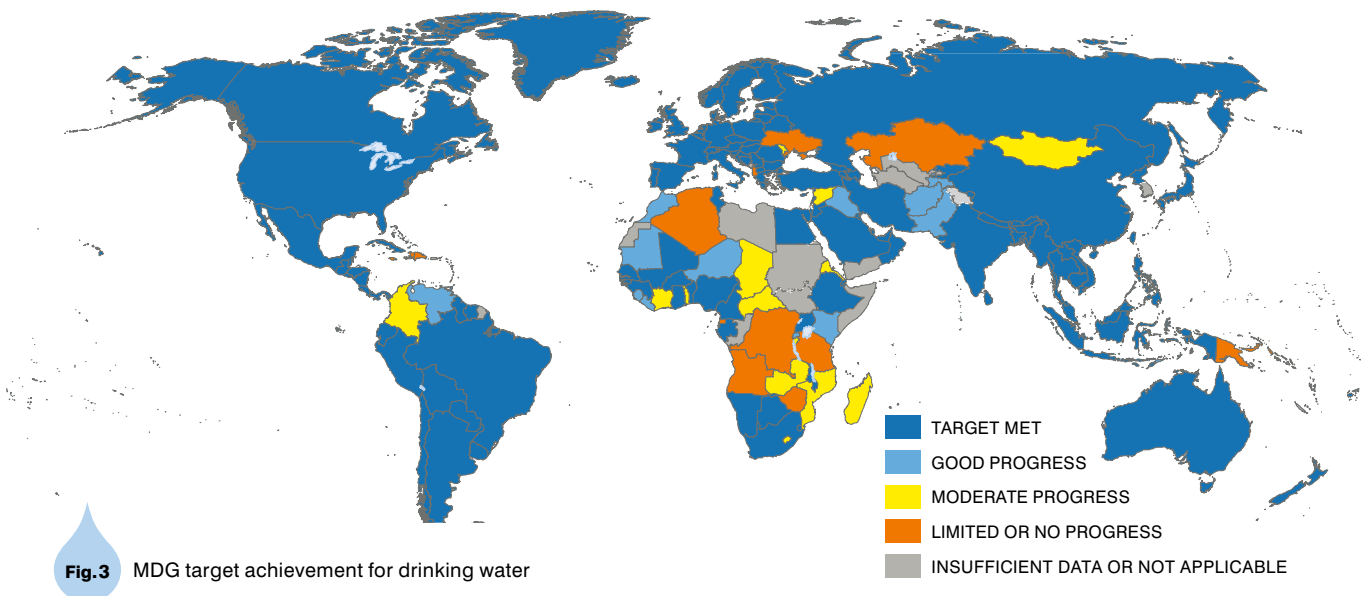 TARGET MET
GOOD PROGRESS
MODERATE PROGRESS
LIMITED OR NO PROGRESS
INSUFFICIENT DATA OR NOT APPLICABLE
Fig.3 MDG target achievement for drinking water